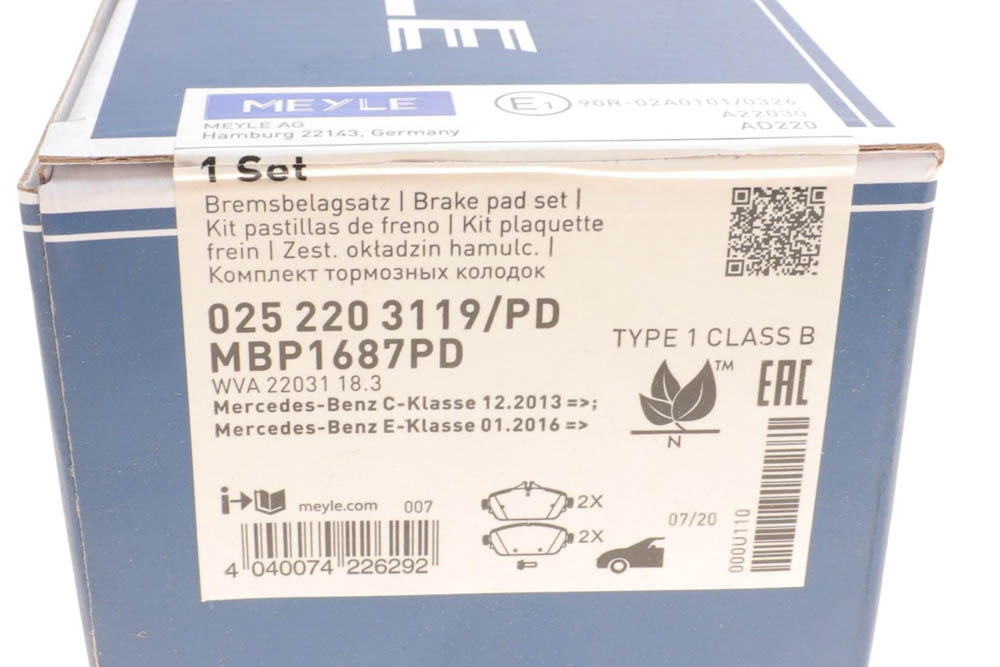 MEYLE
E1 90R-02A0101/0326
A22030
AD220
MEYLE AG
Hamburg 22143, Germany
1 Set
Bremsbelagsatz | Brake pad set |
Kit pastillas de freno | Kit plaquette
frein | Zest. okładzin hamulc. |
Комплект тормозных колодок
025 220 3119/PD
MBP1687PD
WVA 22031 18.3
Mercedes-Benz C-Klasse 12.2013 =>;
Mercedes-Benz E-Klasse 01.2016 =>
TYPE 1 CLASS B
TM
N
EAC
i
meyle.com 007
2X
2X
07/20
000U110
4 040074 226292